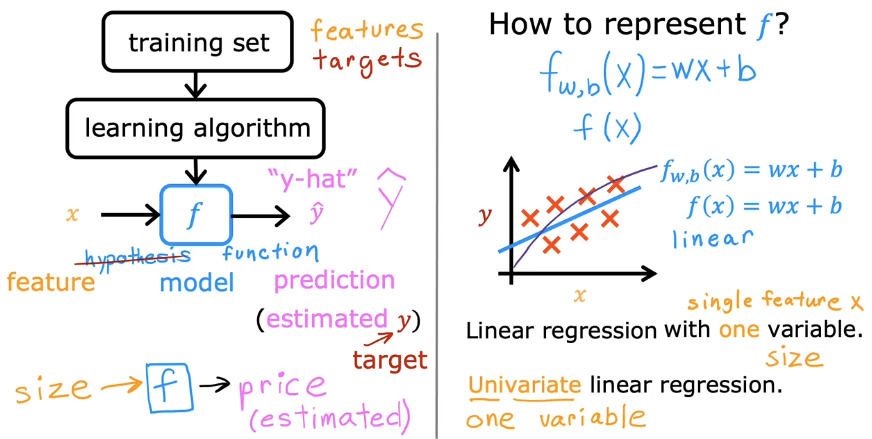 training set
features
targets
learning algorithm
"y-hat"
x
f
ŷ
ŷ
hypothesis
function
feature
model
prediction
(estimated y)
target
size → f → price
(estimated)
How to represent f?
f_{w,b}(x) = wx + b
f(x)
y
f_{w,b}(x) = wx + b
f(x) = wx + b
linear
x
single feature x
Linear regression with one variable.
size
Univariate linear regression.
one variable